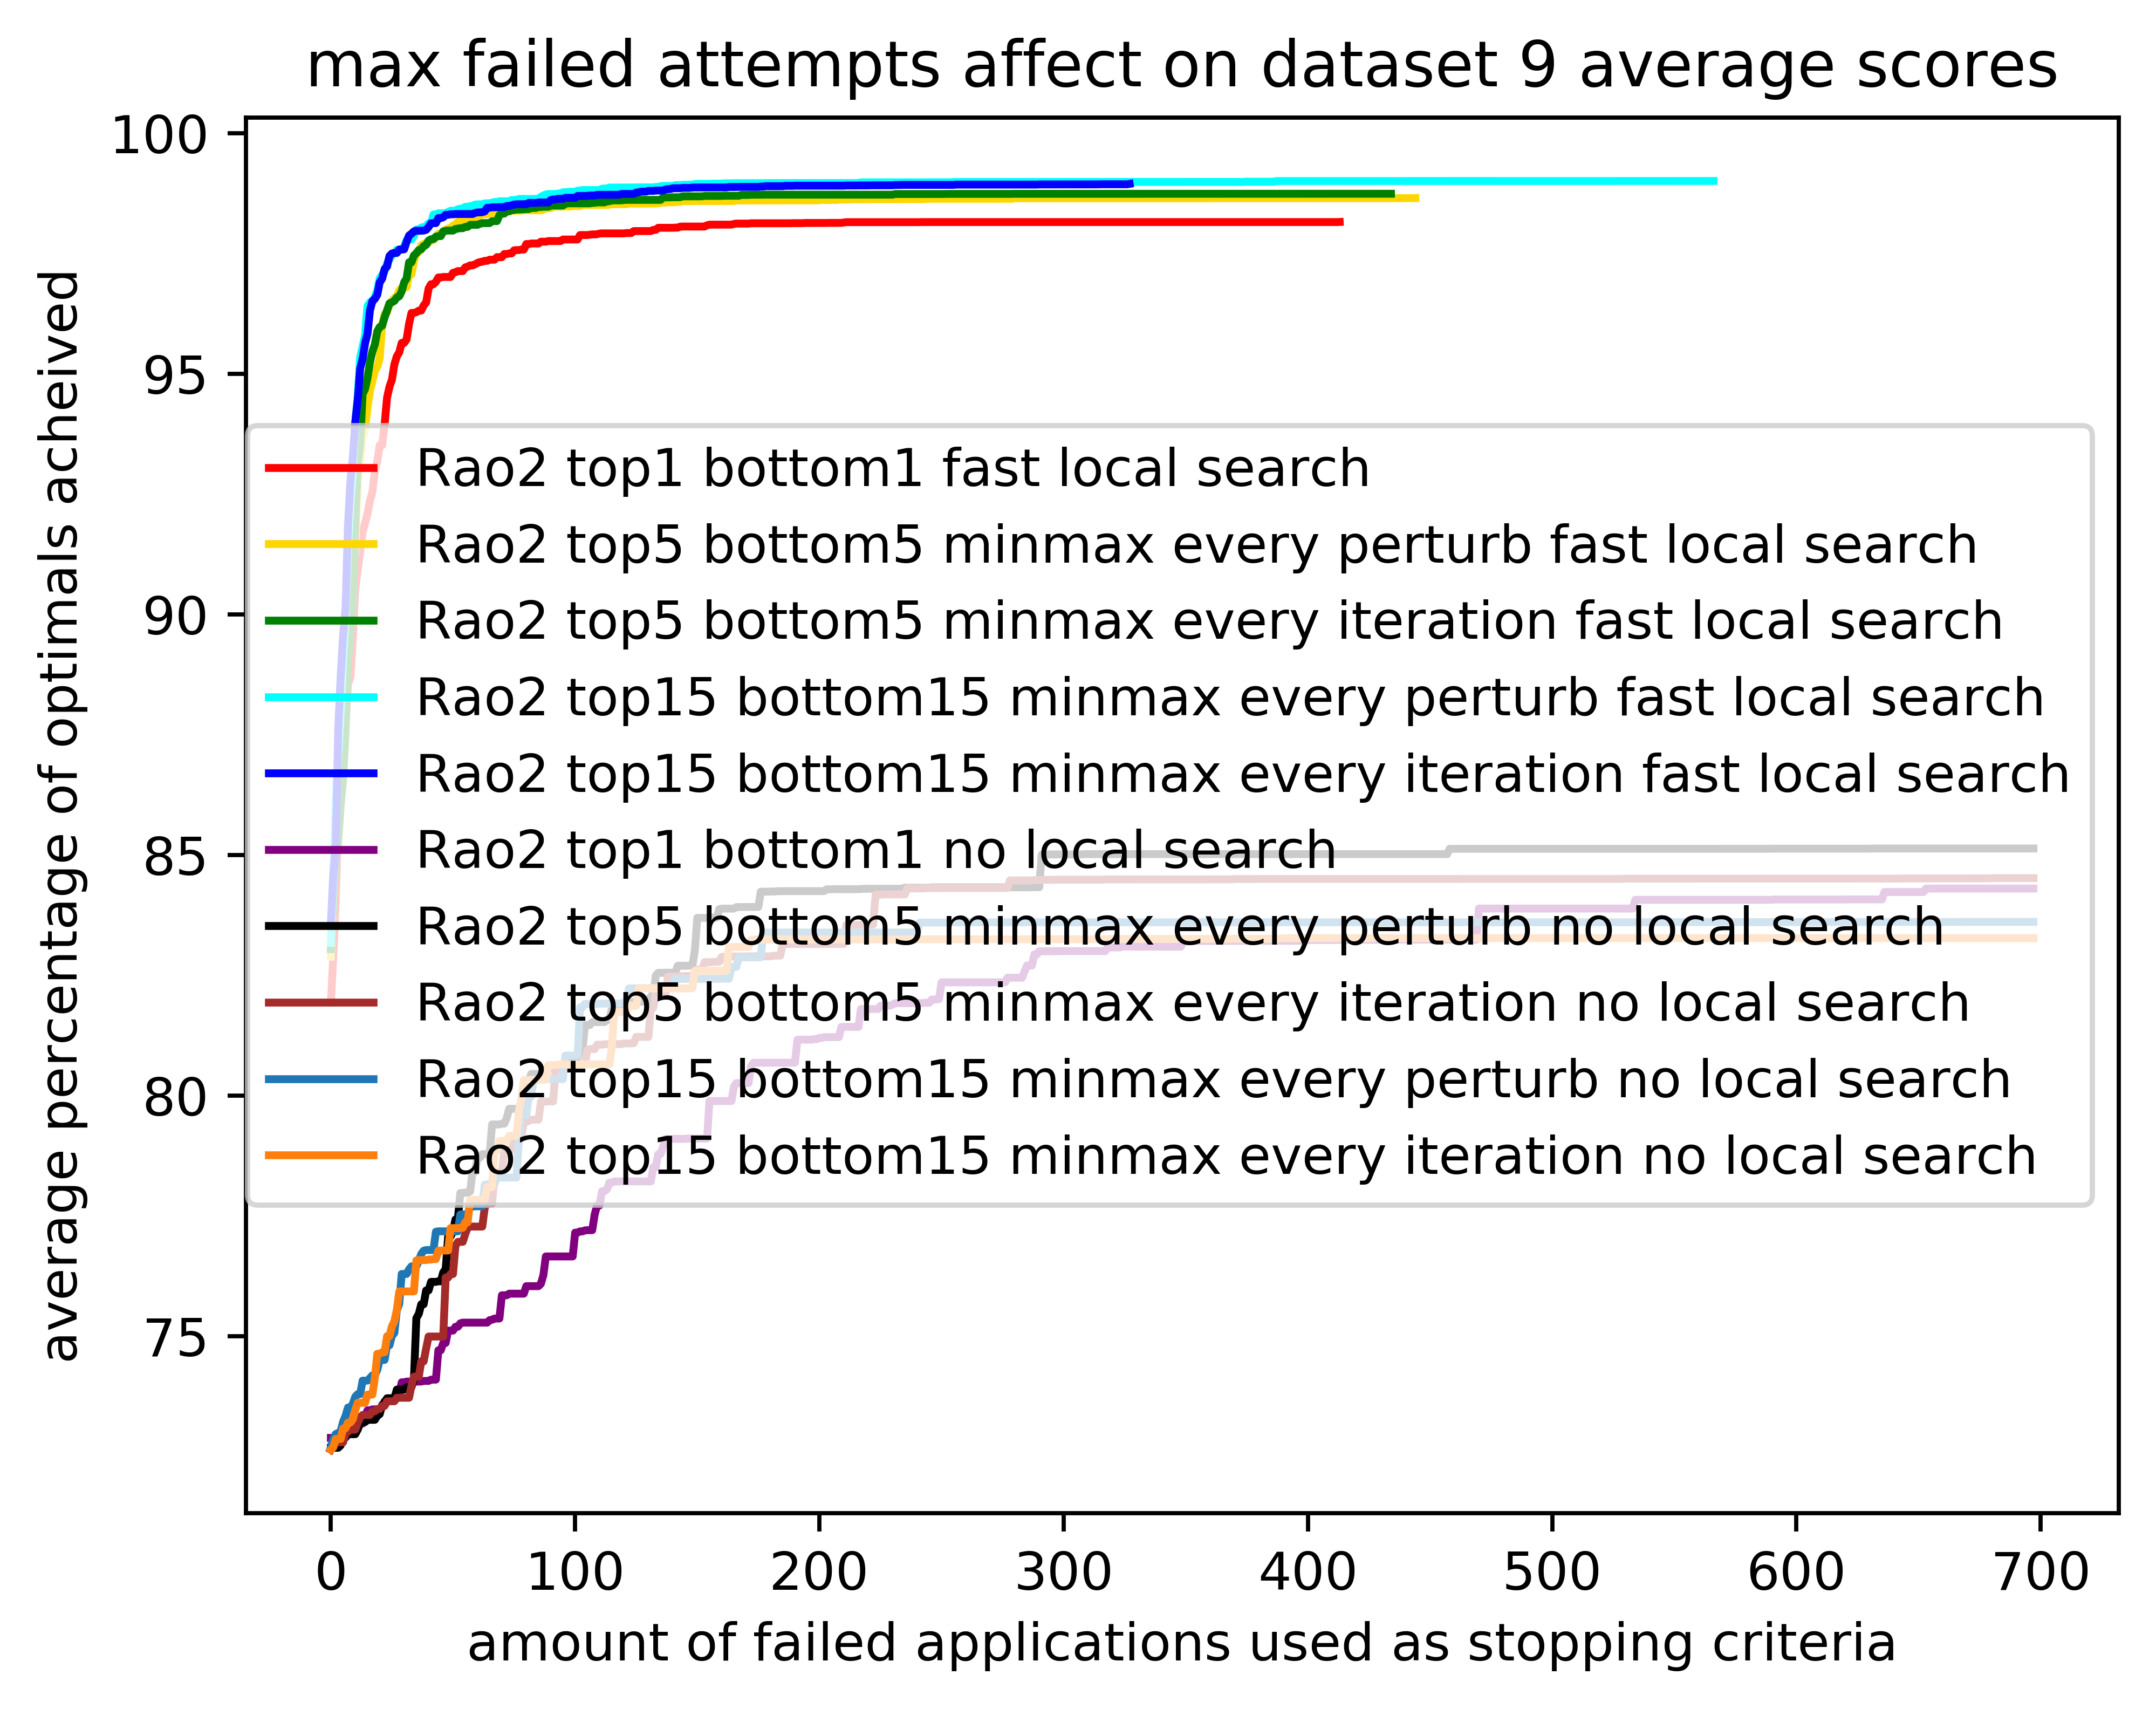 max failed attempts affect on dataset 9 average scores
average percentage of optimals acheived
100
95
90
85
80
75
Rao2 top1 bottom1 fast local search
Rao2 top5 bottom5 minmax every perturb fast local search
Rao2 top5 bottom5 minmax every iteration fast local search
Rao2 top15 bottom15 minmax every perturb fast local search
Rao2 top15 bottom15 minmax every iteration fast local search
Rao2 top1 bottom1 no local search
Rao2 top5 bottom5 minmax every perturb no local search
Rao2 top5 bottom5 minmax every iteration no local search
Rao2 top15 bottom15 minmax every perturb no local search
Rao2 top15 bottom15 minmax every iteration no local search
0 100 200 300 400 500 600 700
amount of failed applications used as stopping criteria